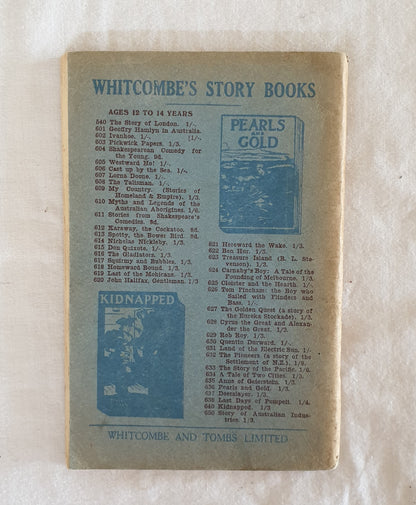 WHITCOMBE'S STORY BOOKS
AGES 12 TO 14 YEARS
540 The Story of London. 1/-.
601 Geoffry Hamlyn in Australia.
602 Ivanhoe. 1/-. [1/-.
603 Pickwick Papers. 1/3.
604 Shakespearean Comedy for
the Young. 9d.
605 Westward Ho! 1/-.
606 Cast up by the Sea. 1/-.
607 Lorna Doone. 1/-.
608 The Talisman. 1/-.
609 My Country. (Stories of
Homeland & Empire). 1/3.
610 Myths and Legends of the
Australian Aborigines. 1/6.
611 Stories from Shakespeare's
Comedies. 8d.
612 Karaway, the Cockatoo. 8d.
613 Spotty, the Bower Bird. 9d.
614 Nicholas Nickleby. 1/3.
615 Don Quixote. 1/-.
616 The Gladiators. 1/3.
617 Squirmy and Bubbles. 1/3.
618 Homeward Bound. 1/3.
619 Last of the Mohicans. 1/3.
620 John Halifax, Gentleman. 1/3
PEARLS
AND
GOLD
621 Hereward the Wake. 1/3.
622 Ben Hur. 1/3.
623 Treasure Island (R. L. Ste-
venson). 1/3.
624 Carnaby's Boy: A Tale of the
Founding of Melbourne. 1/3.
625 Cloister and the Hearth. 1/-.
626 Tom Fincham: the Boy who
Sailed with Flinders and
Bass. 1/-.
627 The Golden Quest (a story of
the Eureka Stockade). 1/3.
628 Cyrus the Great and Alexan-
der the Great. 1/3.
629 Rob Roy. 1/3.
630 Quentin Durward. 1/-.
631 Land of the Electric Sun. 1/-
632 The Pioneers (a story of the
Settlement of N.Z.). 1/3.
633 The Story of the Pacific. 1/6.
634 A Tale of Two Cities. 1/3.
635 Anne of Geierstein. 1/3.
636 Pearls and Gold. 1/3.
637 Deerslayer. 1/3.
638 Last Days of Pompeii. 1/4.
640 Kidnapped. 1/3
650 Story of Australian Indus-
tries. 1/3.
KIDNAPPED
WHITCOMBE AND TOMBS LIMITED